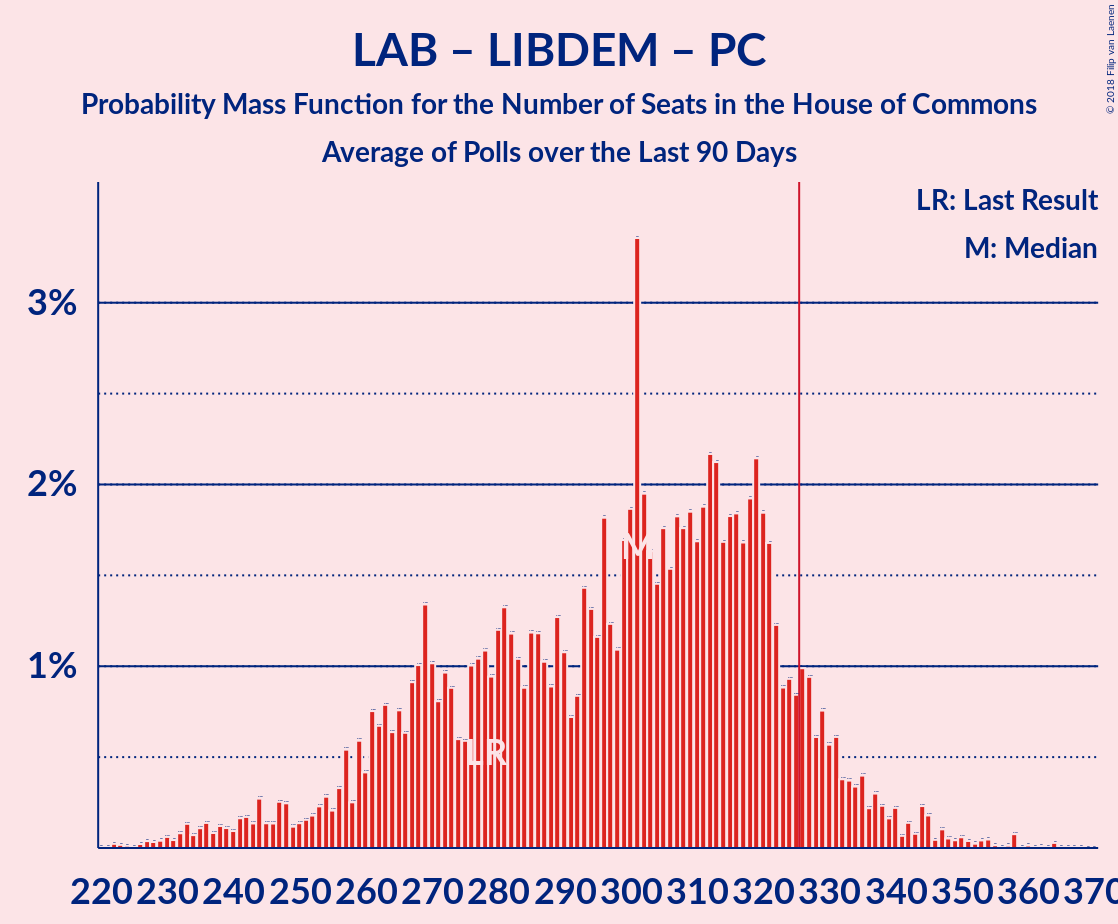 LAB – LIBDEM – PC
Probability Mass Function for the Number of Seats in the House of Commons
Average of Polls over the Last 90 Days
© 2018 Filip van Laenen
LR: Last Result
M: Median
3%
2%
1%
M
LR
220 230 240 250 260 270 280 290 300 310 320 330 340 350 360 370